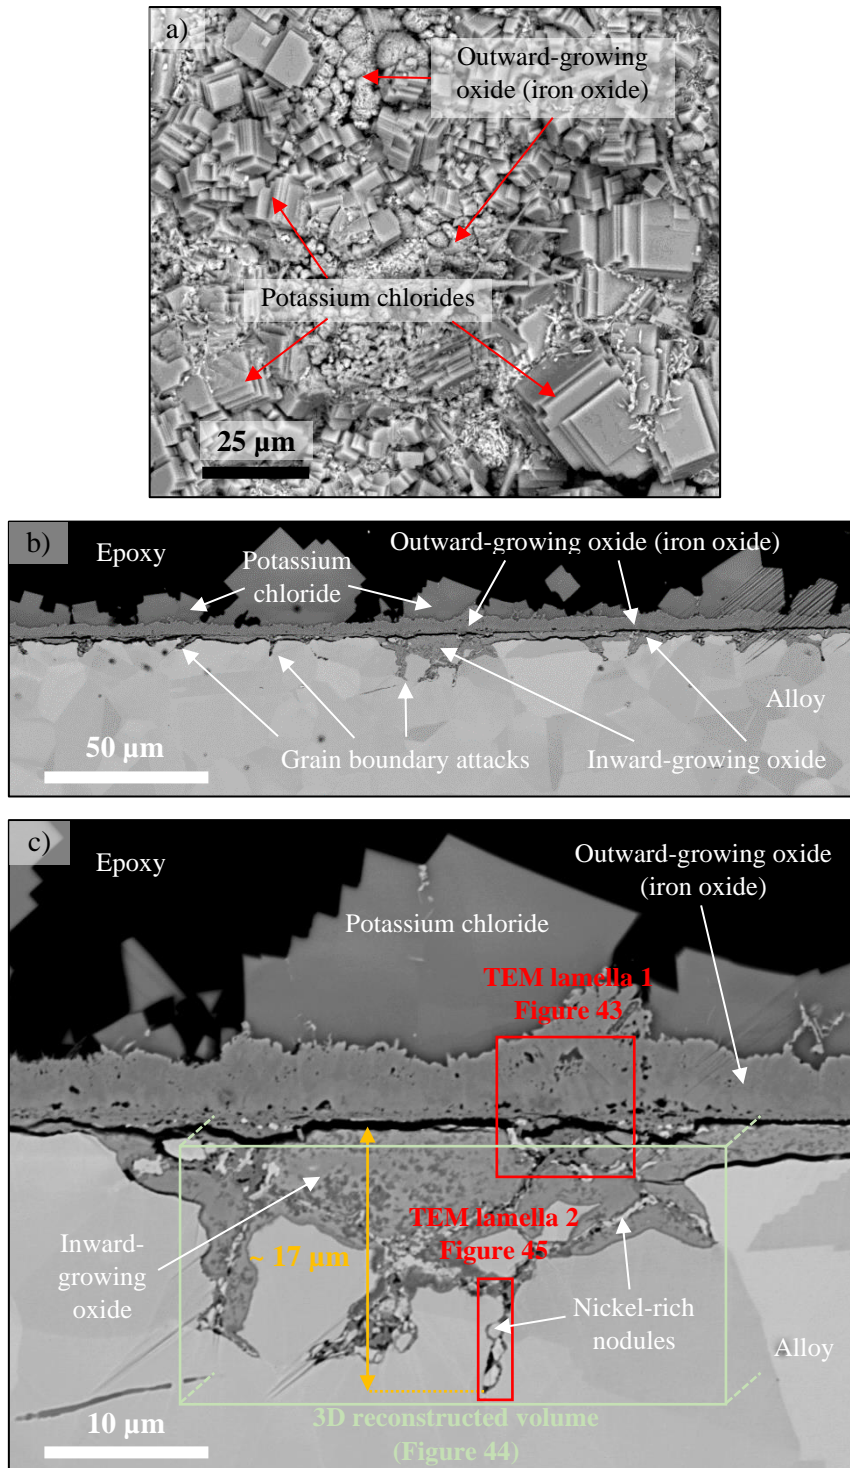 a)
Outward-growing
oxide (iron oxide)
Potassium chlorides
25 µm
b)
Epoxy
Potassium
chloride
Outward-growing oxide (iron oxide)
Alloy
50 µm
Grain boundary attacks
Inward-growing oxide
c)
Epoxy
Outward-growing oxide
(iron oxide)
Potassium chloride
TEM lamella 1
Figure 43
TEM lamella 2
Figure 45
Inward-
growing
oxide
~ 17 µm
Nickel-rich
nodules
Alloy
3D reconstructed volume
(Figure 44)
10 µm